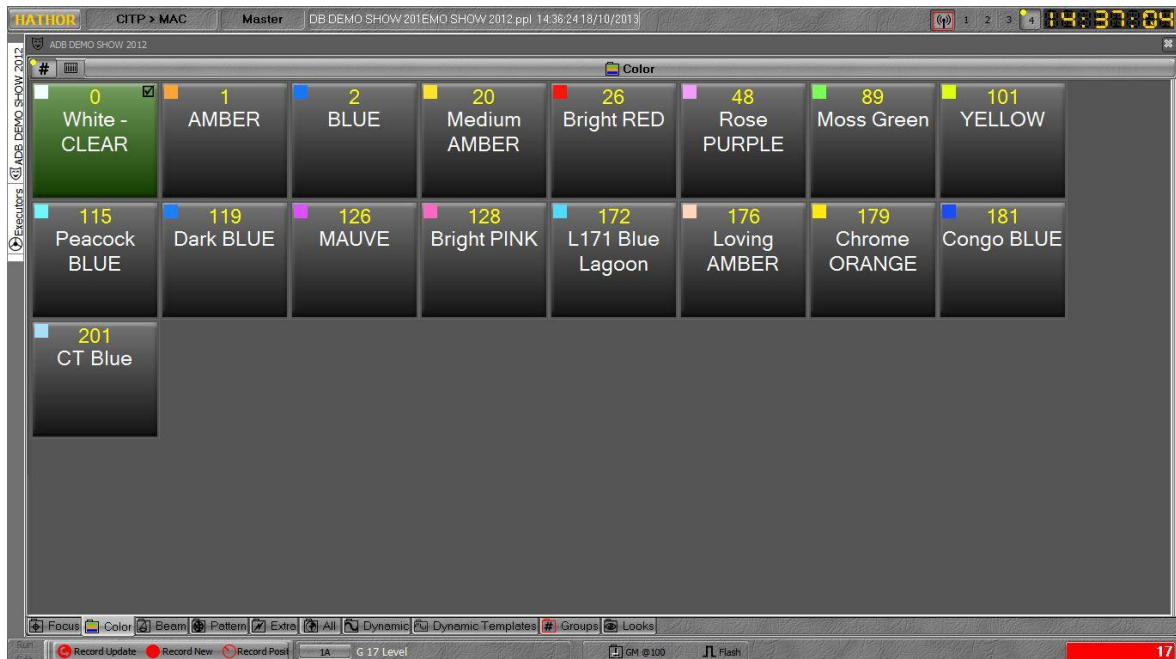 HATHOR CITP > MAC Master DB DEMO SHOW 201EMO SHOW 2012.ppl 14:36:24 18/10/2013 1 2 3 4 14:37:04
ADB DEMO SHOW 2012
# Color
ADB DEMO SHOW 2012
Executors
0
White -
CLEAR
1
AMBER
2
BLUE
20
Medium
AMBER
26
Bright RED
48
Rose
PURPLE
89
Moss Green
101
YELLOW
115
Peacock
BLUE
119
Dark BLUE
126
MAUVE
128
Bright PINK
172
L171 Blue
Lagoon
176
Loving
AMBER
179
Chrome
ORANGE
181
Congo BLUE
201
CT Blue
Focus Color Beam Pattern Extra All Dynamic Dynamic Templates # Groups Looks
Record Update Record New Record Posit 1A G 17 Level GM @100 Flash 17